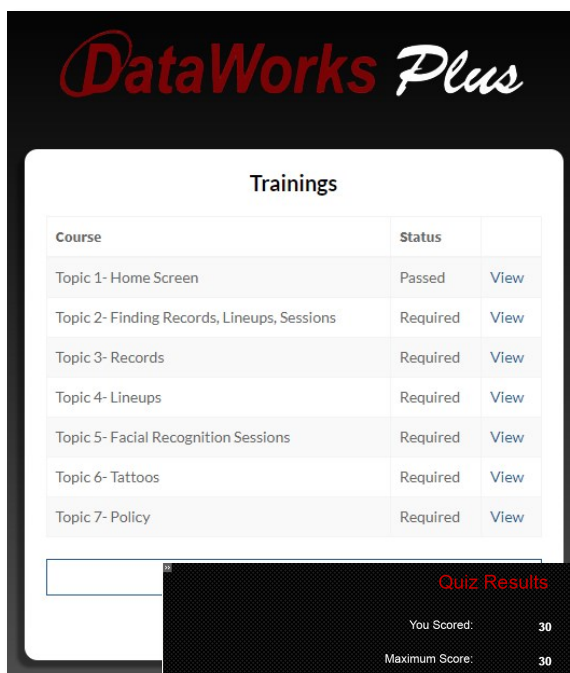 DataWorks Plus
Trainings
Course Status
Topic 1- Home Screen Passed View
Topic 2- Finding Records, Lineups, Sessions Required View
Topic 3- Records Required View
Topic 4- Lineups Required View
Topic 5- Facial Recognition Sessions Required View
Topic 6- Tattoos Required View
Topic 7- Policy Required View
Quiz Results
You Scored: 30
Maximum Score: 30